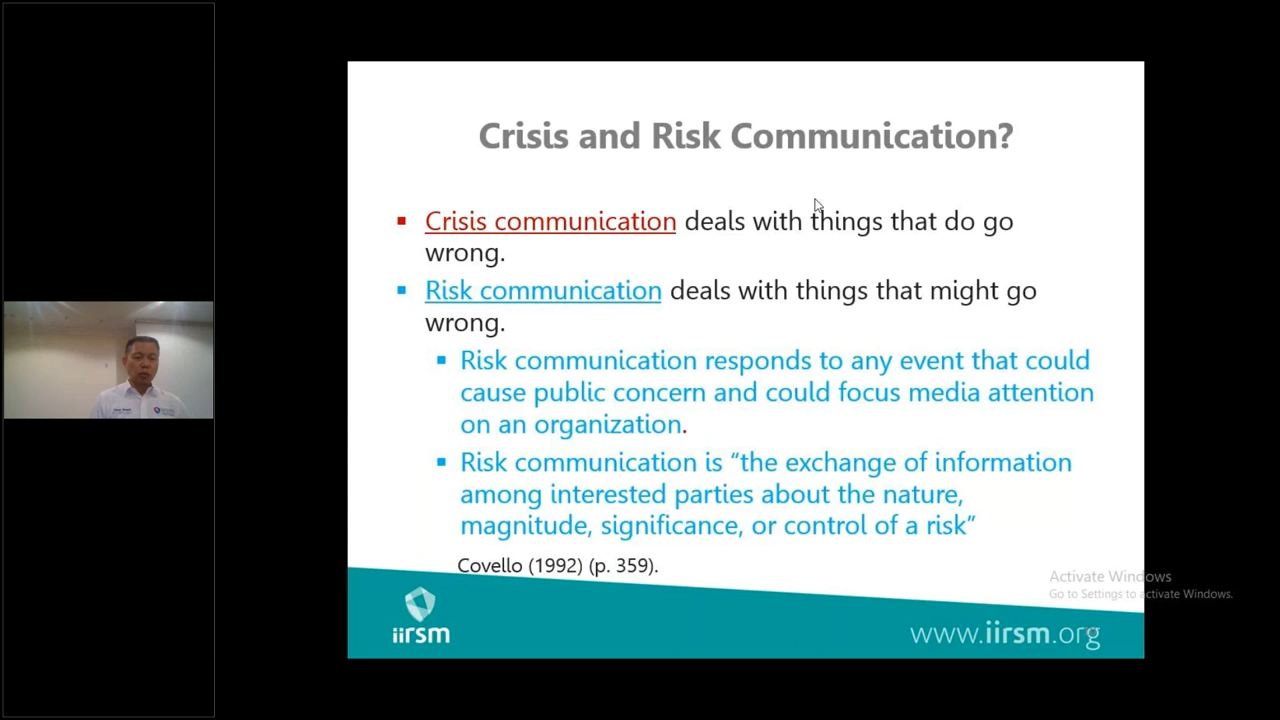 Crisis and Risk Communication?
Crisis communication deals with things that do go
wrong.
Risk communication deals with things that might go
wrong.
Risk communication responds to any event that could
cause public concern and could focus media attention
on an organization.
Risk communication is “the exchange of information
among interested parties about the nature,
magnitude, significance, or control of a risk”
Covello (1992) (p. 359).
Activate Windows
Go to Settings to activate Windows.
iirsm
www.iirsm.org